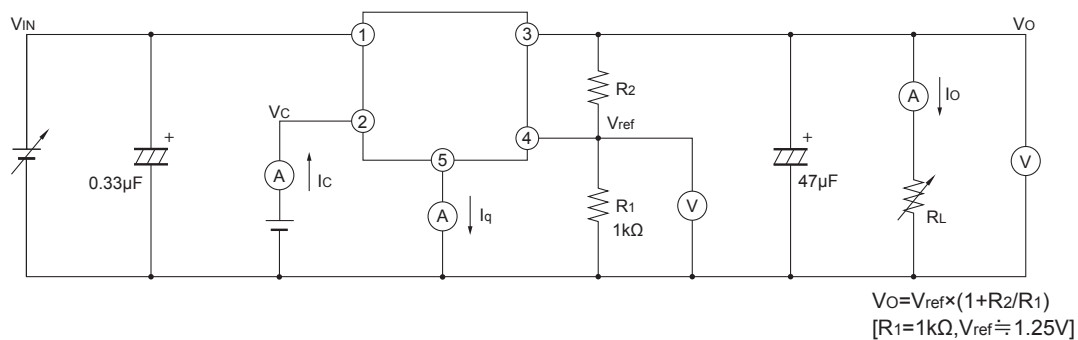 VIN
1
3
VO
R2
A
IO
VC
2
Vref
4
+
+
5
V
A
IC
0.33µF
47µF
A
Iq
R1
1kΩ
V
RL
VO=Vref×(1+R2/R1)
[R1=1kΩ,Vref≒1.25V]